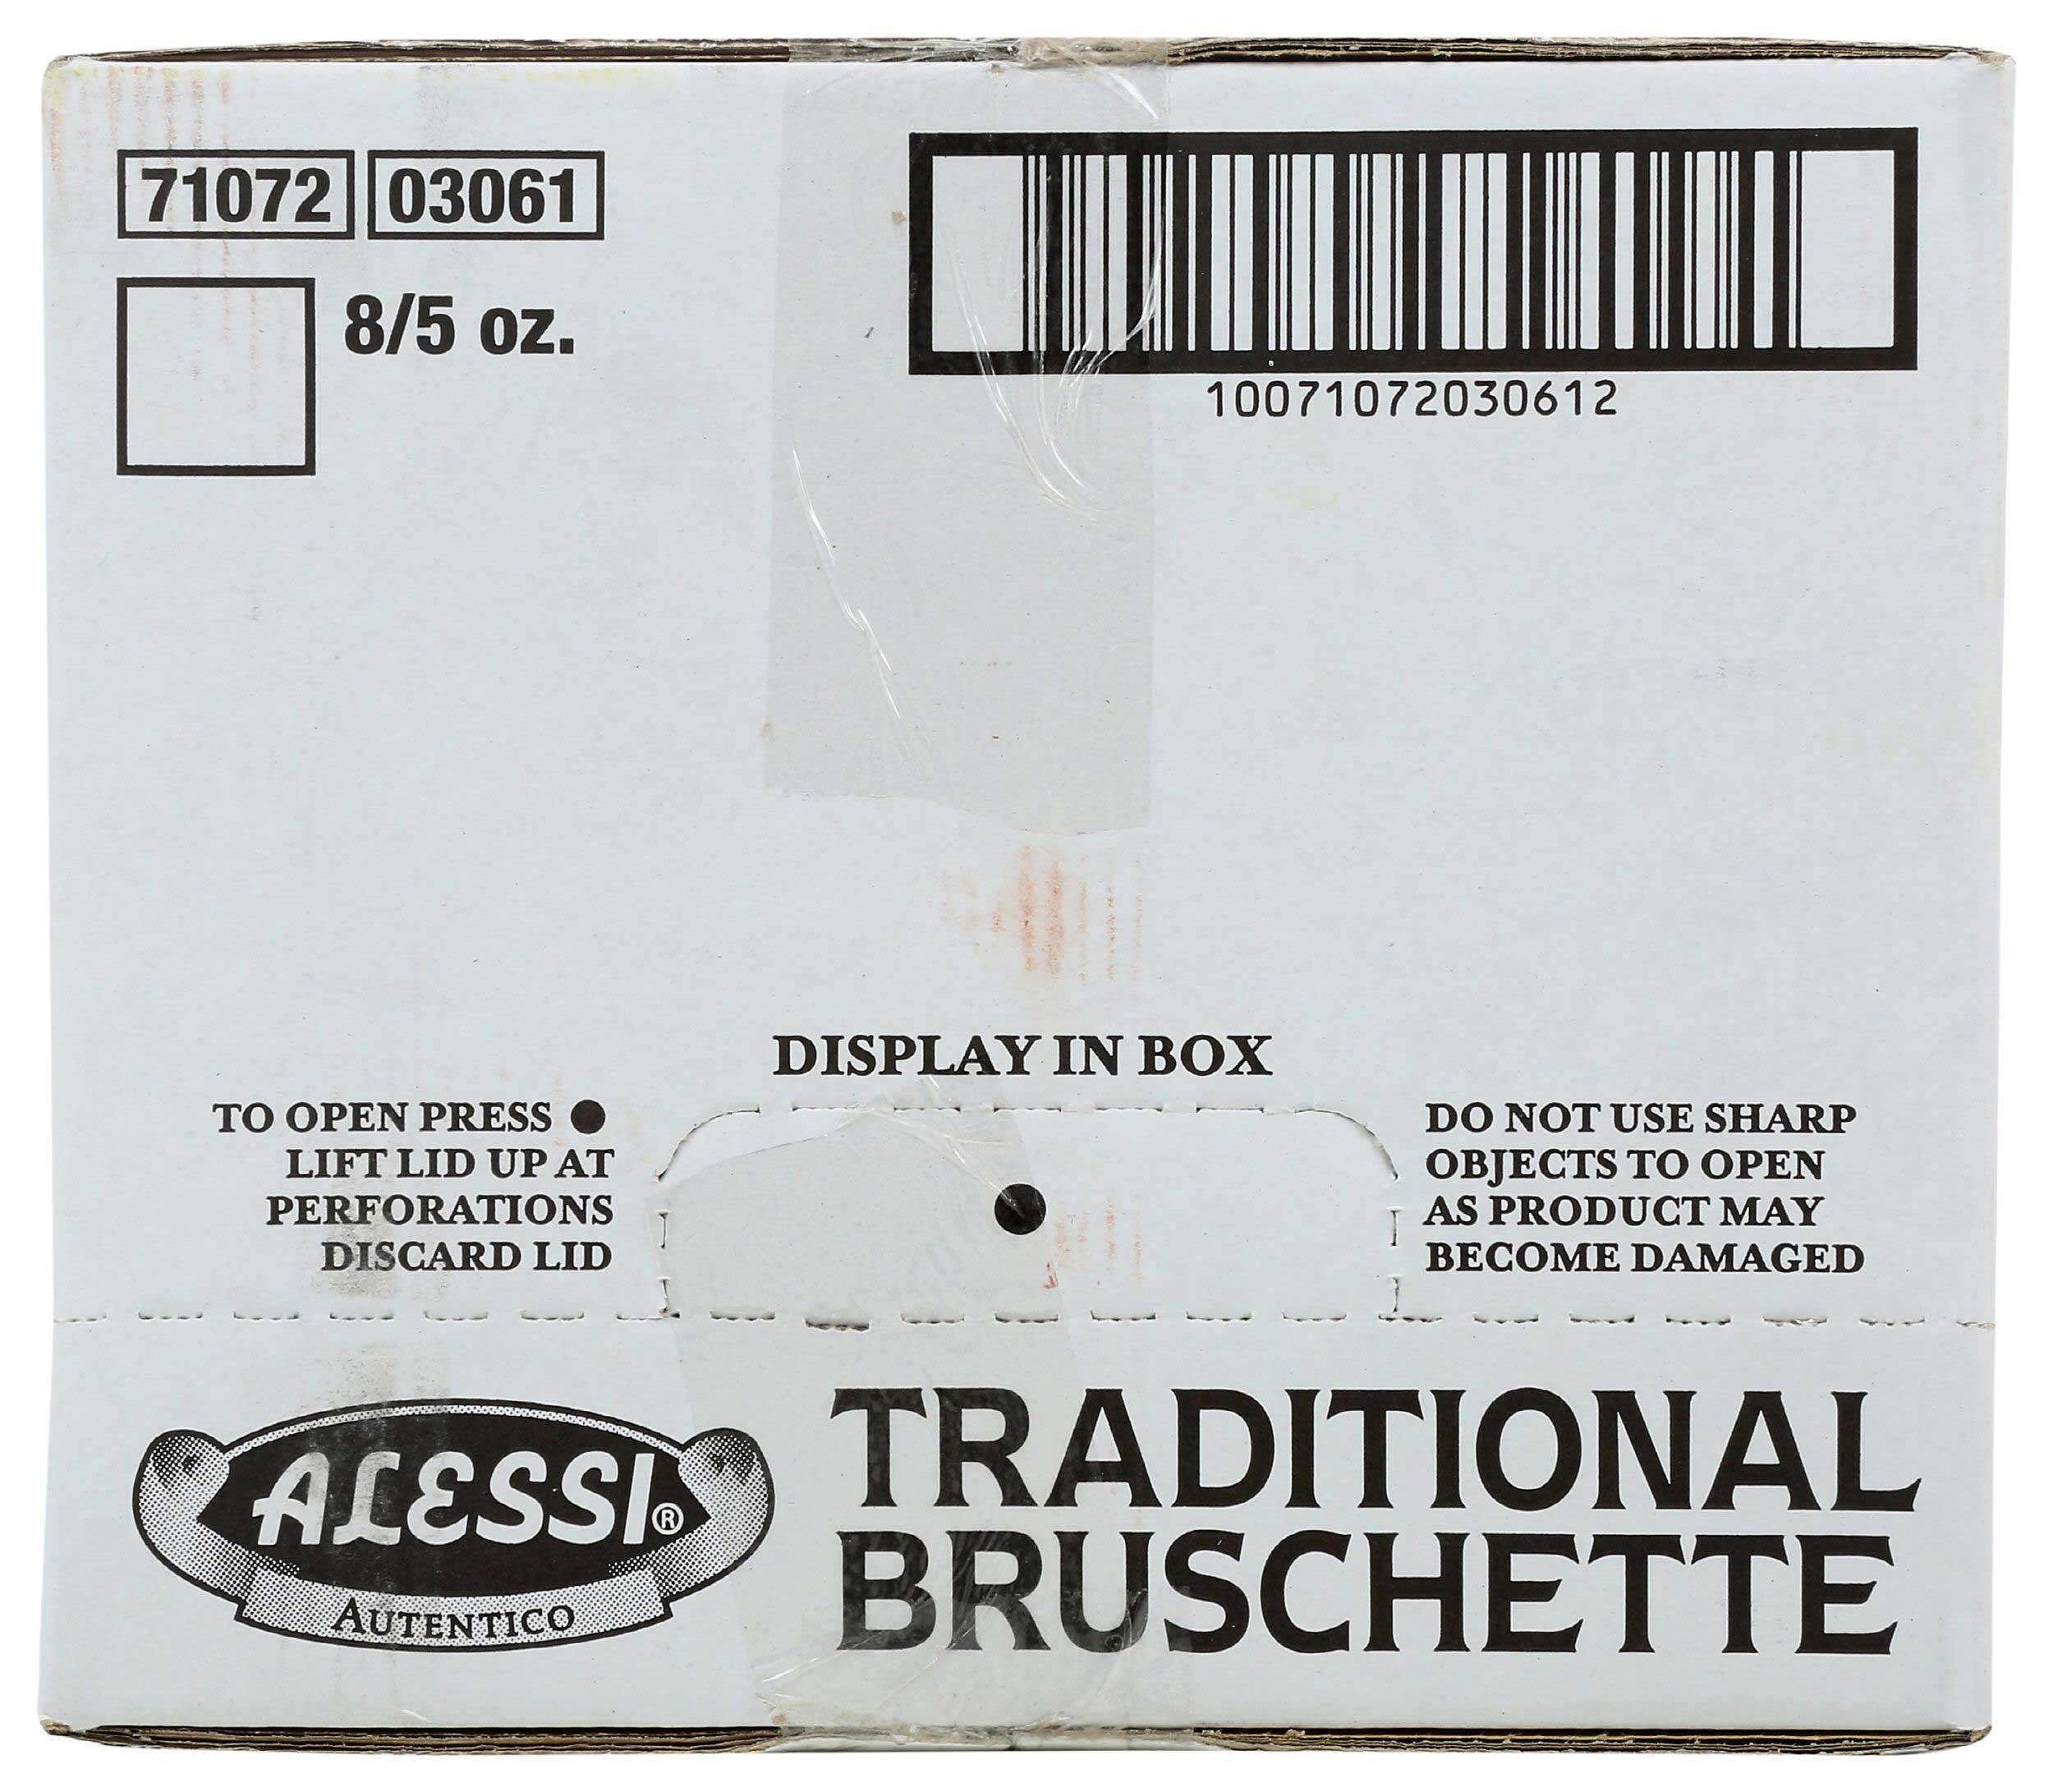 71072 03061
8/5 oz.
10071072030612
DISPLAY IN BOX
TO OPEN PRESS ●
LIFT LID UP AT
PERFORATIONS
DISCARD LID
DO NOT USE SHARP
OBJECTS TO OPEN
AS PRODUCT MAY
BECOME DAMAGED
ALESSI®
AUTENTICO
TRADITIONAL
BRUSCHETTE